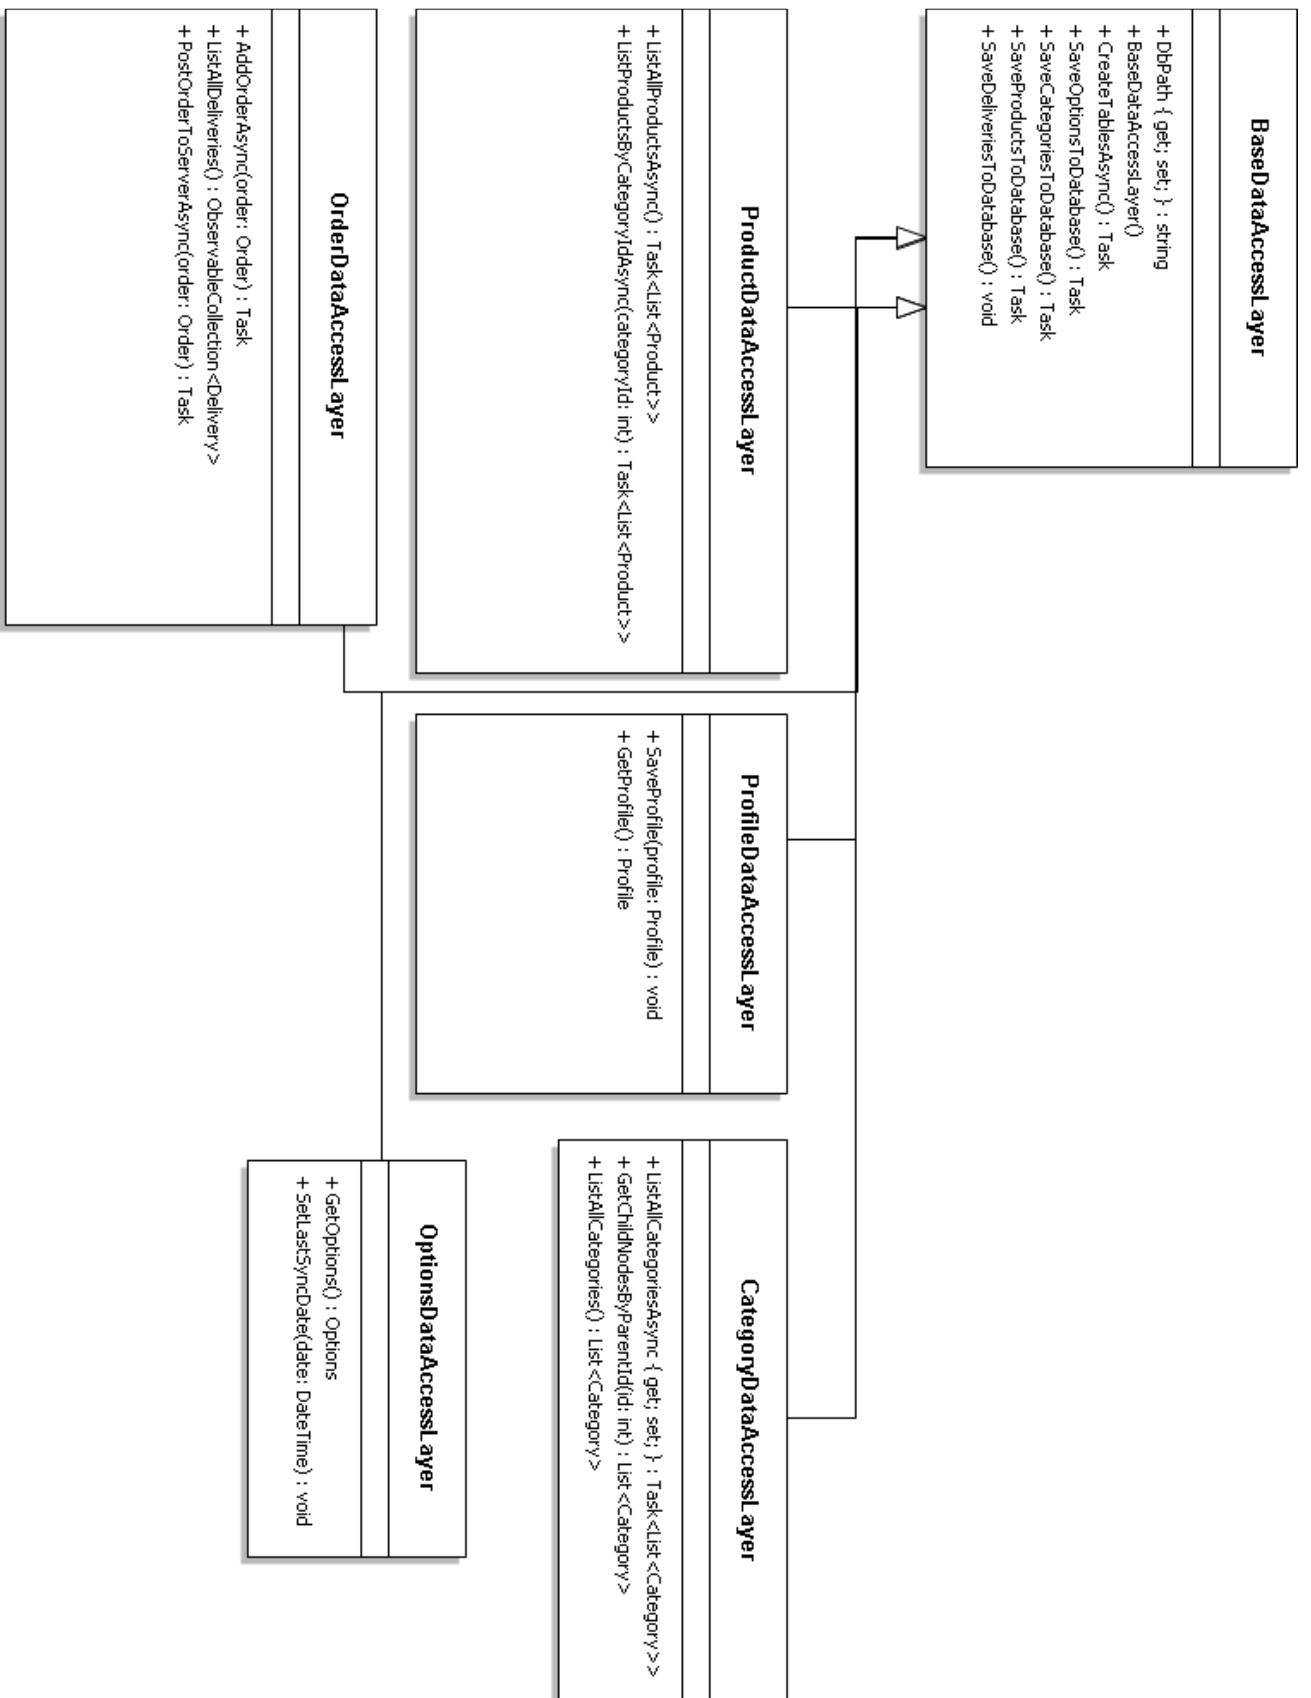 BaseDataAccessLayer
+ DbPath { get; set; } : string
+ BaseDataAccessLayer()
+ CreateTablesAsync() : Task
+ SaveOptionsToDatabase() : Task
+ SaveCategoriesToDatabase() : Task
+ SaveProductsToDatabase() : Task
+ SaveDeliveriesToDatabase() : void
ProductDataAccessLayer
+ ListAllProductsAsync() : Task<List<Product>>
+ ListProductsByCategoryIdAsync(categoryId: int) : Task<List<Product>>
ProfileDataAccessLayer
+ SaveProfile(profile: Profile) : void
+ GetProfile() : Profile
CategoryDataAccessLayer
+ ListAllCategoriesAsync { get; set; } : Task<List<Category>>
+ GetChildNodesByParentId(id: int) : List<Category>
+ ListAllCategories() : List<Category>
OrderDataAccessLayer
+ AddOrderAsync(order: Order) : Task
+ ListAllDeliveries() : ObservableCollection<Delivery>
+ PostOrderToServerAsync(order: Order) : Task
OptionsDataAccessLayer
+ GetOptions() : Options
+ SetLastSyncDate(date: DateTime) : void